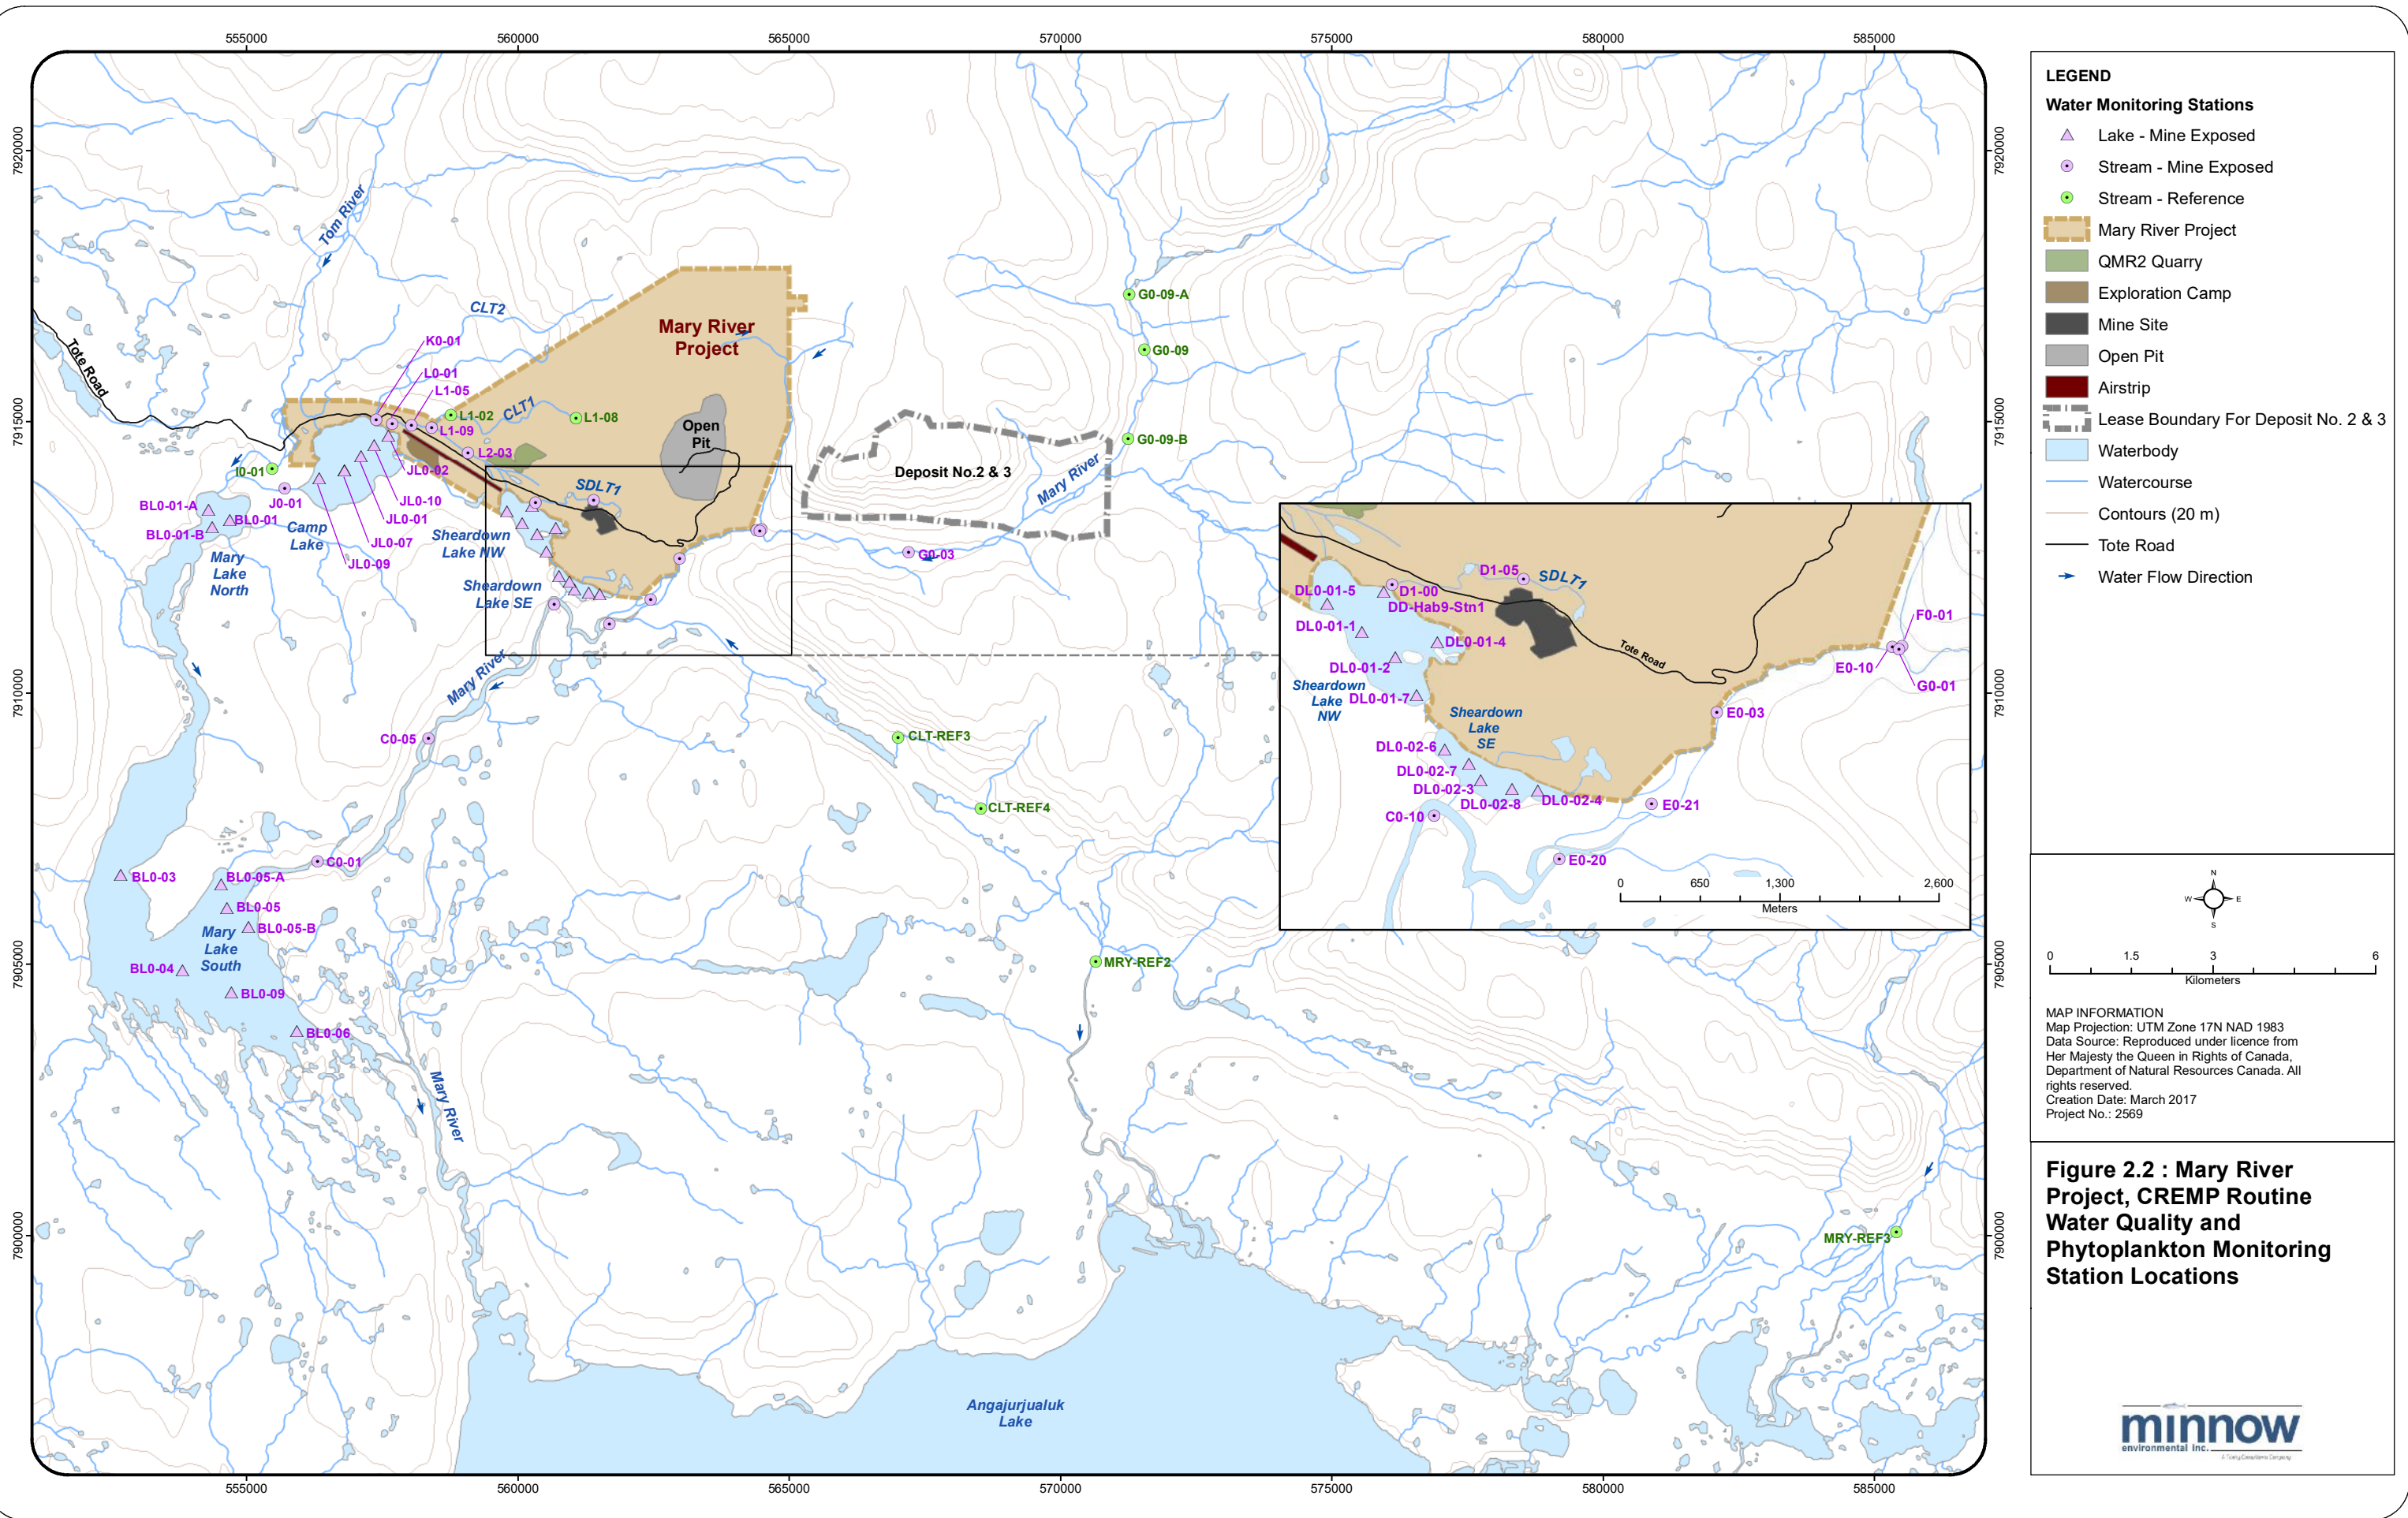 555000
560000
565000
570000
575000
580000
585000
7920000
7915000
7910000
7905000
7900000
7920000
7915000
7910000
7905000
7900000
Tom River
CLT2
Mary River
Project
K0-01
L0-01
L1-05
L1-02
CLT1
L1-08
L1-09
L2-03
Tote Road
Open
Pit
G0-09-A
G0-09
G0-09-B
Deposit No.2 & 3
Mary River
I0-01
J0-01
JL0-02
JL0-10
JL0-01
JL0-07
JL0-09
BL0-01-A
BL0-01
BL0-01-B
Camp
Lake
Mary
Lake
North
SDLT1
Sheardown
Lake NW
Sheardown
Lake SE
G0-03
Mary River
C0-05
CLT-REF3
CLT-REF4
C0-01
BL0-03
BL0-05-A
BL0-05
BL0-05-B
Mary
Lake
South
BL0-04
BL0-09
BL0-06
MRY-REF2
Mary River
MRY-REF3
Angajurjualuk
Lake
D1-05
SDLT1
DL0-01-5
D1-00
DD-Hab9-Stn1
DL0-01-1
DL0-01-4
DL0-01-2
Tote Road
F0-01
E0-10
G0-01
Sheardown
Lake
NW
DL0-01-7
Sheardown
Lake
SE
E0-03
DL0-02-6
DL0-02-7
DL0-02-3
DL0-02-8
DL0-02-4
E0-21
C0-10
E0-20
0 650 1,300 2,600
Meters
555000
560000
565000
570000
575000
580000
585000
LEGEND
Water Monitoring Stations
Lake - Mine Exposed
Stream - Mine Exposed
Stream - Reference
Mary River Project
QMR2 Quarry
Exploration Camp
Mine Site
Open Pit
Airstrip
Lease Boundary For Deposit No. 2 & 3
Waterbody
Watercourse
Contours (20 m)
Tote Road
Water Flow Direction
N
W E
S
0 1.5 3 6
Kilometers
MAP INFORMATION
Map Projection: UTM Zone 17N NAD 1983
Data Source: Reproduced under licence from
Her Majesty the Queen in Rights of Canada,
Department of Natural Resources Canada. All
rights reserved.
Creation Date: March 2017
Project No.: 2569
Figure 2.2 : Mary River
Project, CREMP Routine
Water Quality and
Phytoplankton Monitoring
Station Locations
minnow
environmental inc.
A Trinity Consultants Company